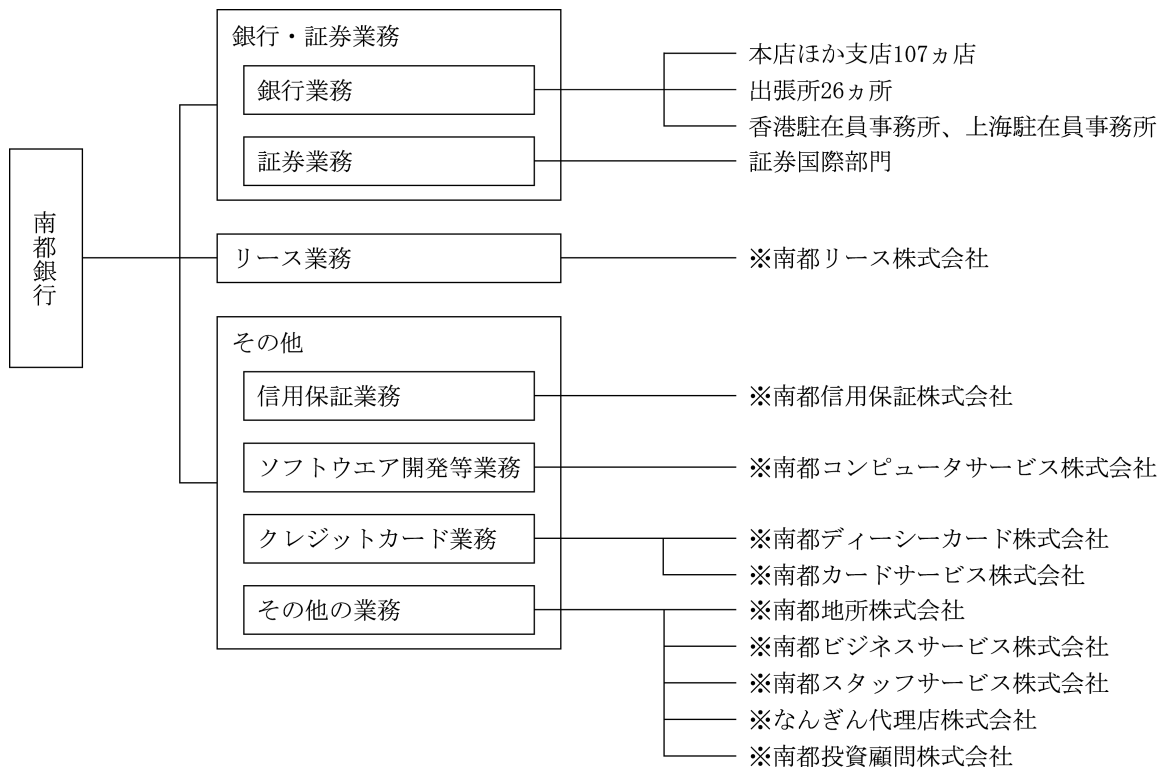 南都銀行
銀行・証券業務
銀行業務
本店ほか支店107ヵ店
出張所26ヵ所
香港駐在員事務所、上海駐在員事務所
証券業務
証券国際部門
リース業務
※南都リース株式会社
その他
信用保証業務
※南都信用保証株式会社
ソフトウエア開発等業務
※南都コンピュータサービス株式会社
クレジットカード業務
※南都ディーシーカード株式会社
※南都カードサービス株式会社
その他の業務
※南都地所株式会社
※南都ビジネスサービス株式会社
※南都スタッフサービス株式会社
※なんぎん代理店株式会社
※南都投資顧問株式会社